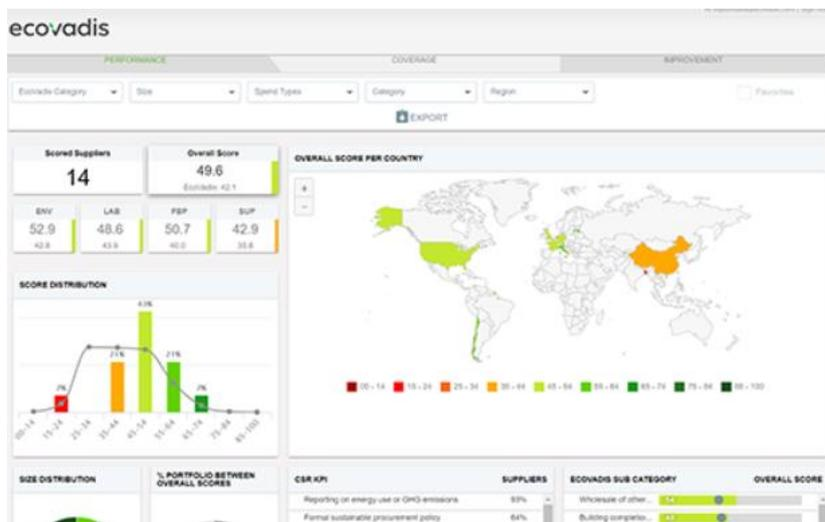 ecovadis
PERFORMANCE COVERAGE IMPROVEMENT
EcoVadis Category Size Spend Types Category Region Favorites
EXPORT
Scored Suppliers
14
Overall Score
49.6
EcoVadis: 42.1
ENV LAB FBP SUP
52.9 48.6 50.7 42.9
42.8 43.9 40.0 35.8
OVERALL SCORE PER COUNTRY
+
-
00 - 14 15 - 24 25 - 34 35 - 44 45 - 54 55 - 64 65 - 74 75 - 84 85 - 100
SCORE DISTRIBUTION
43%
21% 21%
7% 7%
00-14 15-24 25-34 35-44 45-54 55-64 65-74 75-84 85-100
SIZE DISTRIBUTION
% PORTFOLIO BETWEEN
OVERALL SCORES
CSR KPI SUPPLIERS
Reporting on energy use or GHG emissions 93%
Formal sustainable procurement policy 64%
ECOVADIS SUB CATEGORY OVERALL SCORE
Wholesale of other...
Building completio...